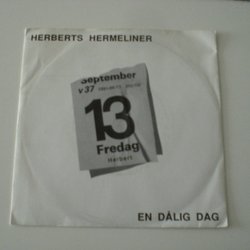 HERBERTS HERMELINER
September
v 37
13
Fredag
Herbert
EN DÅLIG DAG